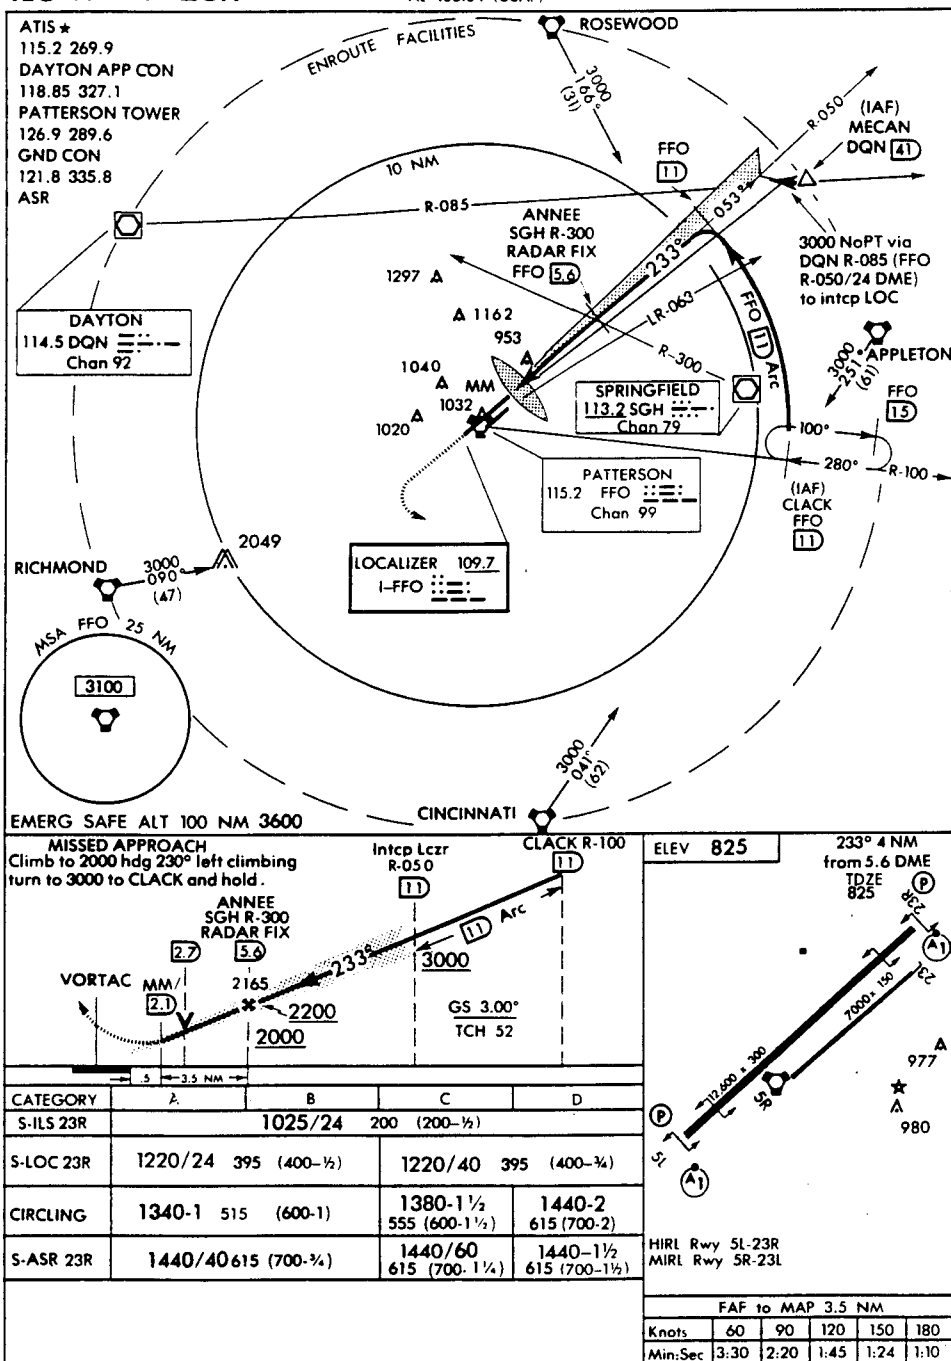 ATIS ★
115.2 269.9
DAYTON APP CON
118.85 327.1
PATTERSON TOWER
126.9 289.6
GND CON
121.8 335.8
ASR
ENROUTE FACILITIES
ROSEWOOD
3000
166°
(31)
10 NM
R-085
FFO
11
R-050
(IAF)
MECAN
DQN 41
053°
233°
ANNEE
SGH R-300
RADAR FIX
FFO 5.6
3000 NoPT via
DQN R-085 (FFO
R-050/24 DME)
to intcp LOC
1297
1162
953
1040
MM
1032
1020
LR-063
R-300
FFO 11 Arc
DAYTON
114.5 DQN
Chan 92
SPRINGFIELD
113.2 SGH
Chan 79
APPLETON
3000
251°
(61)
FFO
15
100°
280°
R-100
(IAF)
CLACK
FFO
11
PATTERSON
115.2 FFO
Chan 99
LOCALIZER 109.7
I-FFO
RICHMOND
3000
090°
(47)
2049
MSA FFO 25 NM
3100
3000
041°
(62)
CINCINNATI
EMERG SAFE ALT 100 NM 3600
MISSED APPROACH
Climb to 2000 hdg 230° left climbing
turn to 3000 to CLACK and hold.
Intcp Lczr
R-050
11
CLACK R-100
11
11 Arc
ANNEE
SGH R-300
RADAR FIX
5.6
2.7
VORTAC
MM/
2.1
2165
233°
3000
2200
2000
GS 3.00°
TCH 52
.5
3.5 NM
ELEV 825
233° 4 NM
from 5.6 DME
TDZE
825
P
23R
A1
23L
7000 x 150
12,600 x 300
977
980
5R
P
5L
A1
HIRL Rwy 5L-23R
MIRL Rwy 5R-23L
CATEGORY A B C D
S-ILS 23R 1025/24 200 (200-½)
S-LOC 23R 1220/24 395 (400-½) 1220/40 395 (400-¾)
CIRCLING 1340-1 515 (600-1) 1380-1½ 555 (600-1½) 1440-2 615 (700-2)
S-ASR 23R 1440/40 615 (700-¾) 1440/60 615 (700-1¼) 1440-1½ 615 (700-1½)
FAF to MAP 3.5 NM
Knots 60 90 120 150 180
Min:Sec 3:30 2:20 1:45 1:24 1:10